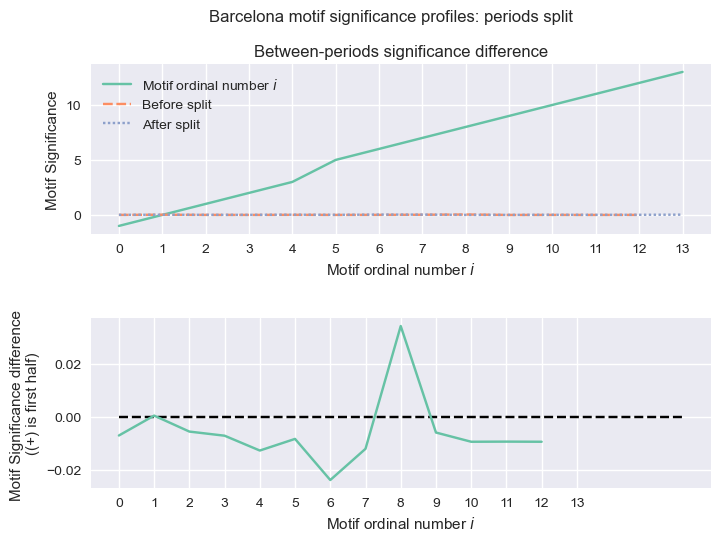 Barcelona motif significance profiles: periods split
Between-periods significance difference
Motif Significance
10
5
0
Motif ordinal number i
Before split
After split
0 1 2 3 4 5 6 7 8 9 10 11 12 13
Motif ordinal number i
Motif Significance difference
((+) is first half)
0.02
0.00
−0.02
0 1 2 3 4 5 6 7 8 9 10 11 12 13
Motif ordinal number i